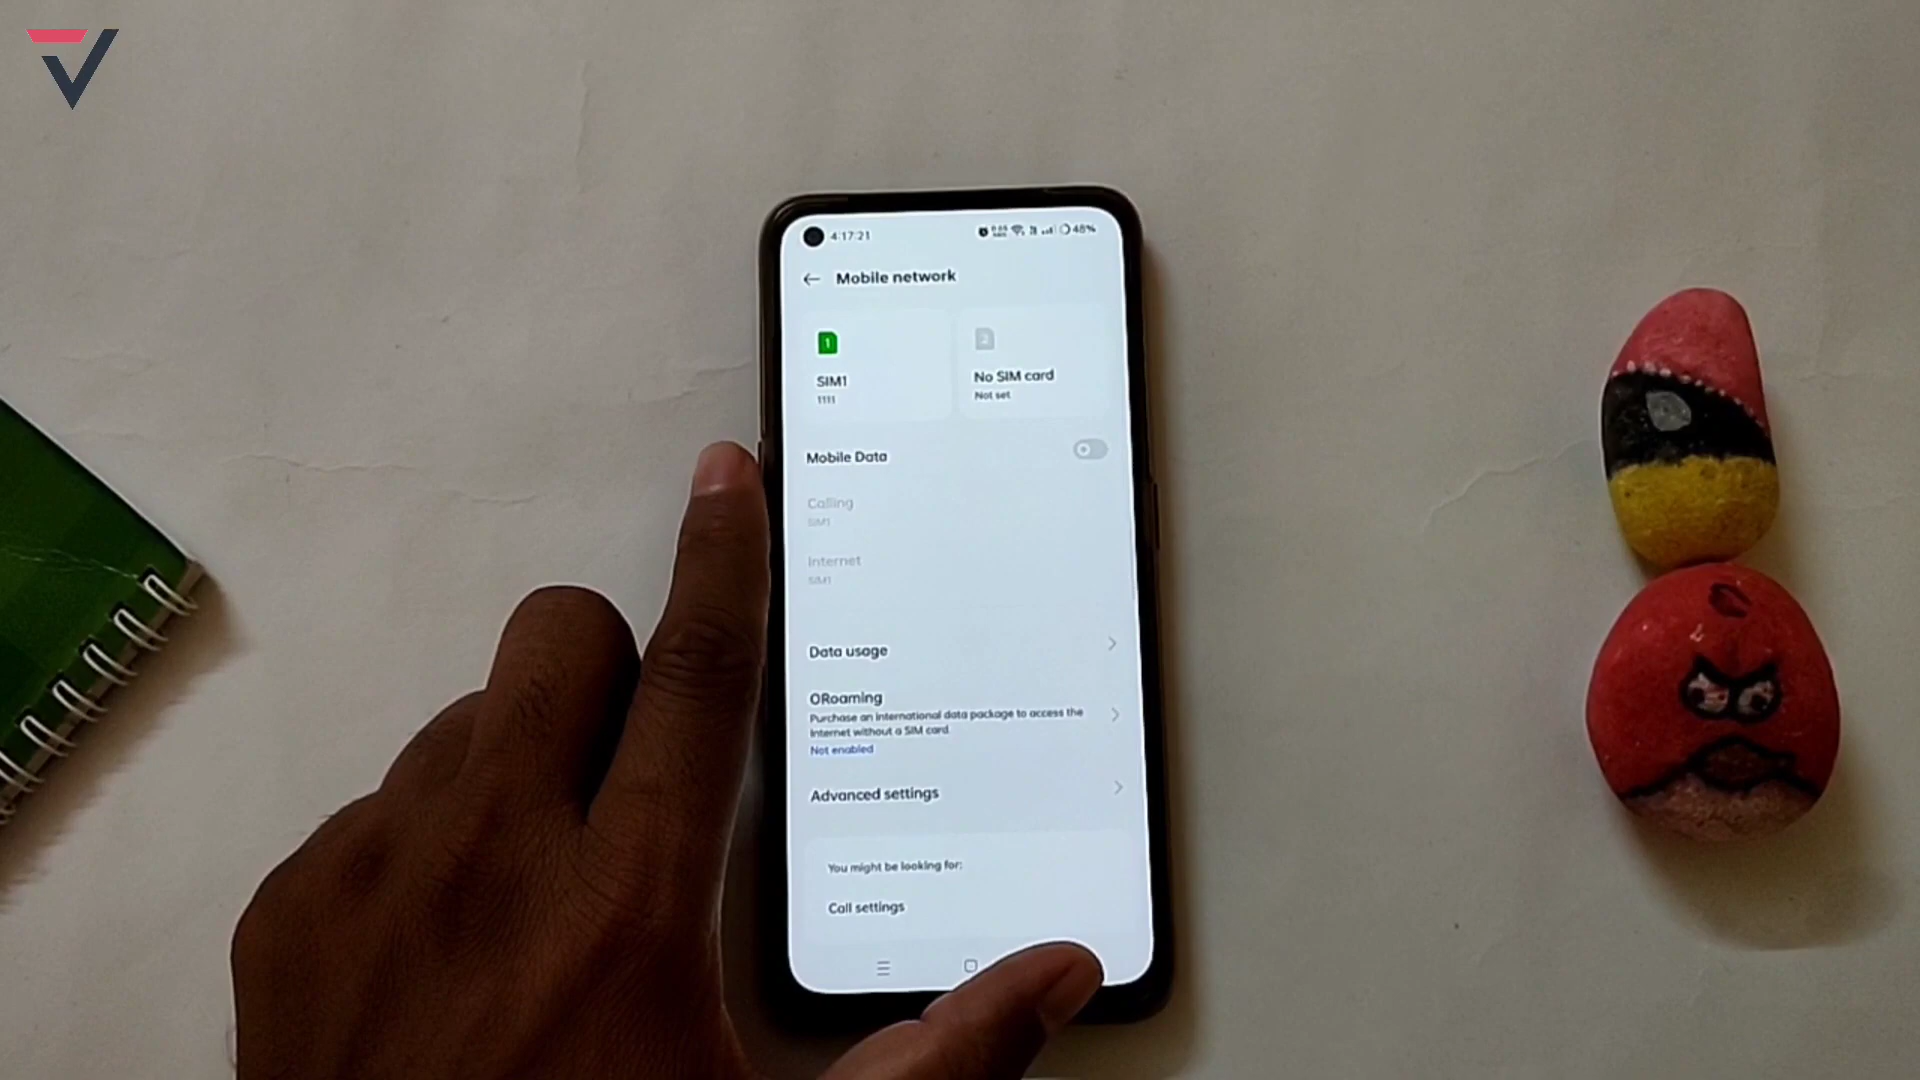 4:17:21
48%
Mobile network
1
2
SIM1
1111
No SIM card
Not set
Mobile Data
Calling
SIM1
Internet
SIM1
Data usage
ORoaming
Purchase an international data package to access the
Internet without a SIM card
Not enabled
Advanced settings
You might be looking for:
Call settings